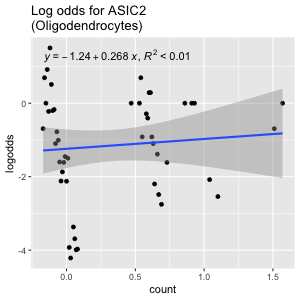 Log odds for ASIC2
(Oligodendrocytes)
y = −1.24 + 0.268 x, R² < 0.01
logodds
0
-2
-4
0.0 0.5 1.0 1.5
count